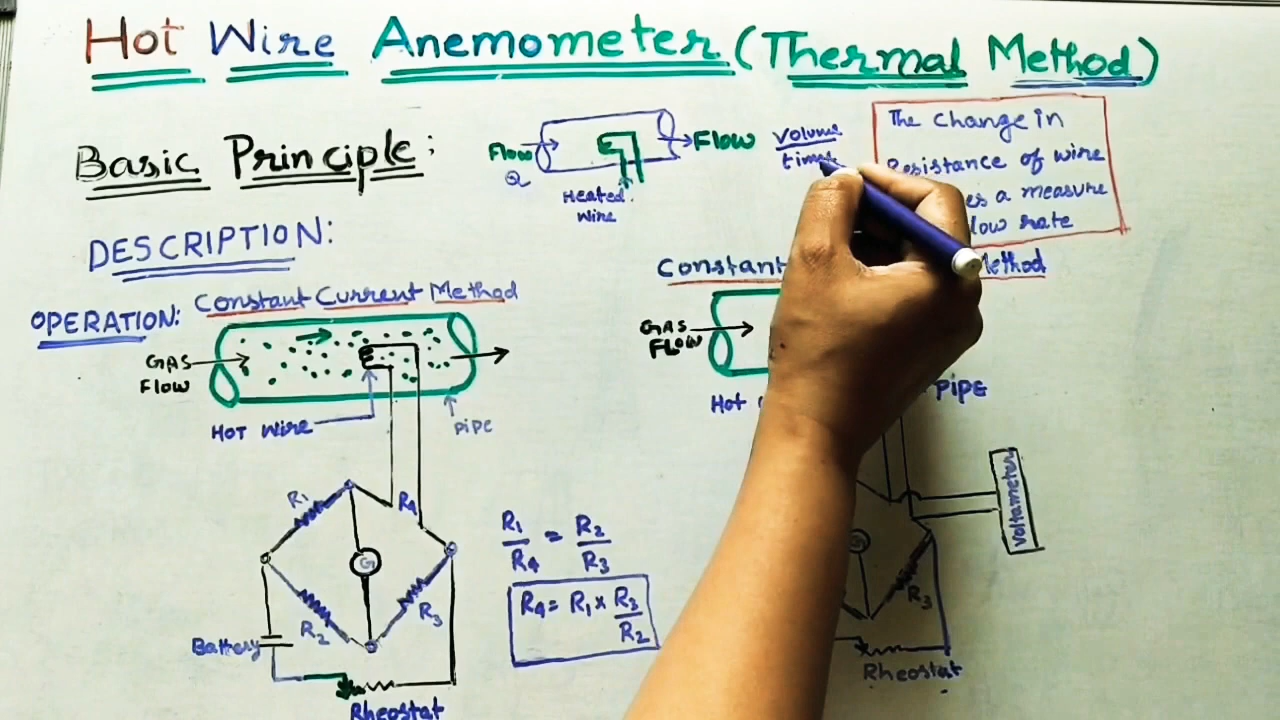 Hot Wire Anemometer (Thermal Method)
Basic Principle:
Flow
Q
Heated
Wire
Flow
Volume
time
The change in
Resistance of wire
es a measure
low rate
DESCRIPTION:
OPERATION:
Constant Current Method
GAS
FLOW
HOT Wire
PIPE
R1
R4
G
R2
R3
Battery
Rheostat
R1/R4 = R2/R3
R4 = R1 × R3/R2
Constant
Method
GAS
FLOW
Hot
PIPE
G
R3
Voltameter
Rheostat